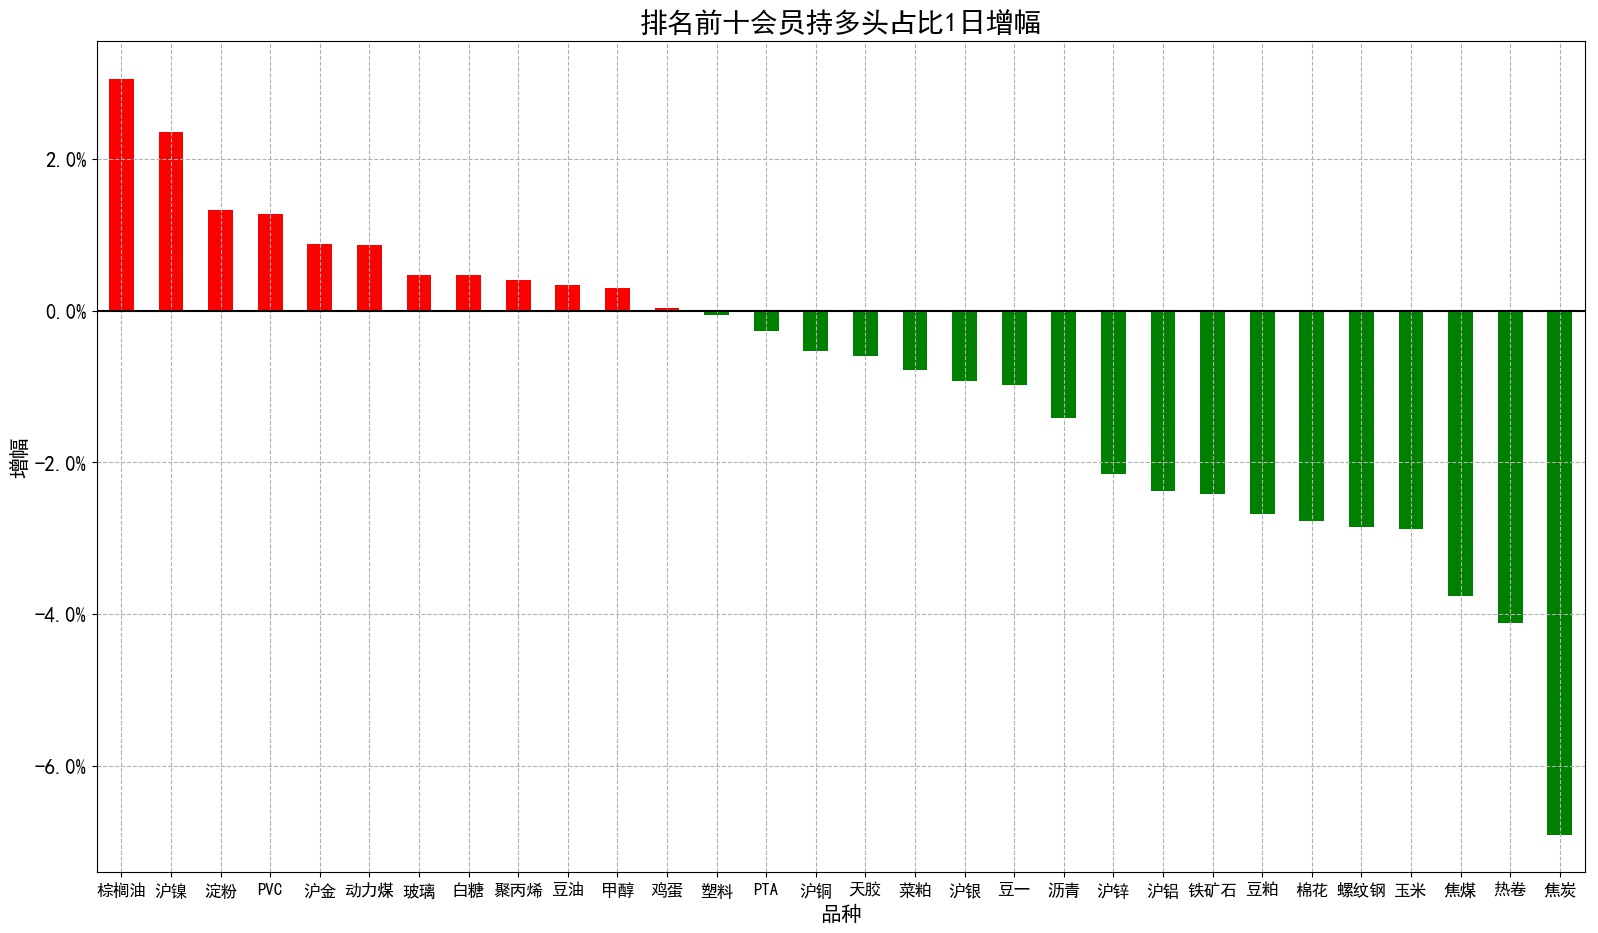 排名前十会员持多头占比1日增幅
2.0%
0.0%
-2.0%
-4.0%
-6.0%
增幅
棕榈油 沪镍 淀粉 PVC 沪金 动力煤 玻璃 白糖 聚丙烯 豆油 甲醇 鸡蛋 塑料 PTA 沪铜 天胶 菜粕 沪银 豆一 沥青 沪锌 沪铝 铁矿石 豆粕 棉花 螺纹钢 玉米 焦煤 热卷 焦炭
品种